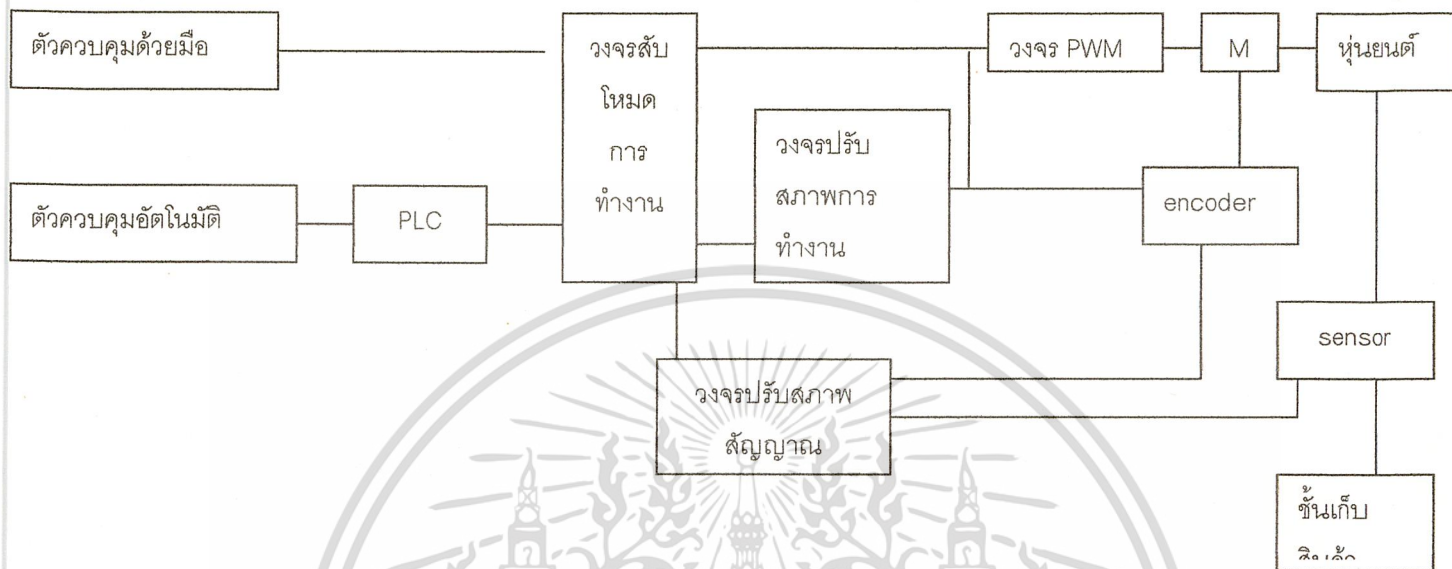 ตัวควบคุมด้วยมือ
วงจรสับ
โหมด
การ
ทำงาน
วงจร PWM
M
หุ่นยนต์
วงจรปรับ
สภาพการ
ทำงาน
ตัวควบคุมอัตโนมัติ
PLC
encoder
sensor
วงจรปรับสภาพ
สัญญาณ
ชั้นเก็บ